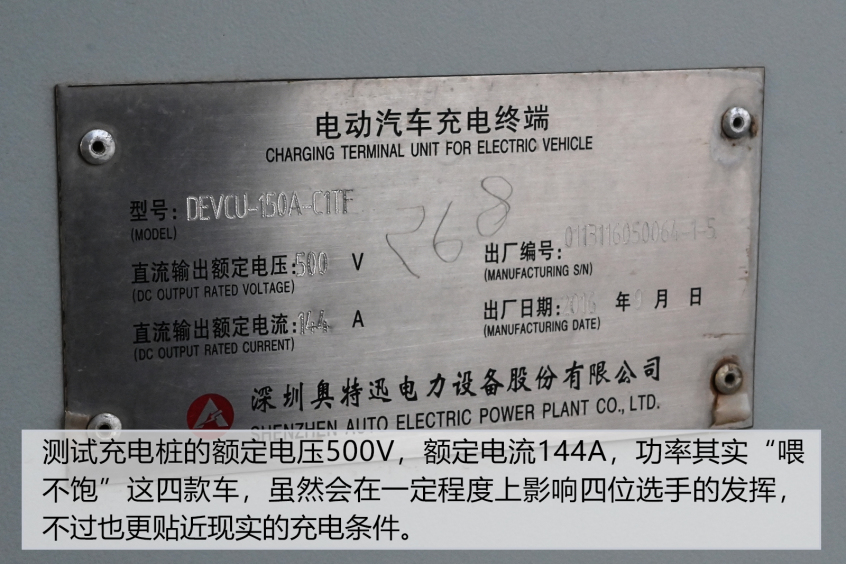 电动汽车充电终端
CHARGING TERMINAL UNIT FOR ELECTRIC VEHICLE
型号: DEVCU-150A-C1TF
(MODEL)
直流输出额定电压:500 V
(DC OUTPUT RATED VOLTAGE)
直流输出额定电流:144 A
(DC OUTPUT RATED CURRENT)
268
出厂编号:
(MANUFACTURING S/N)
出厂日期: 年 9 月 日
(MANUFACTURING DATE)
深圳奥特迅电力设备股份有限公司
SHENZHEN AUTO ELECTRIC POWER PLANT CO., LTD.
测试充电桩的额定电压500V，额定电流144A，功率其实“喂
不饱”这四款车，虽然会在一定程度上影响四位选手的发挥，
不过也更贴近现实的充电条件。